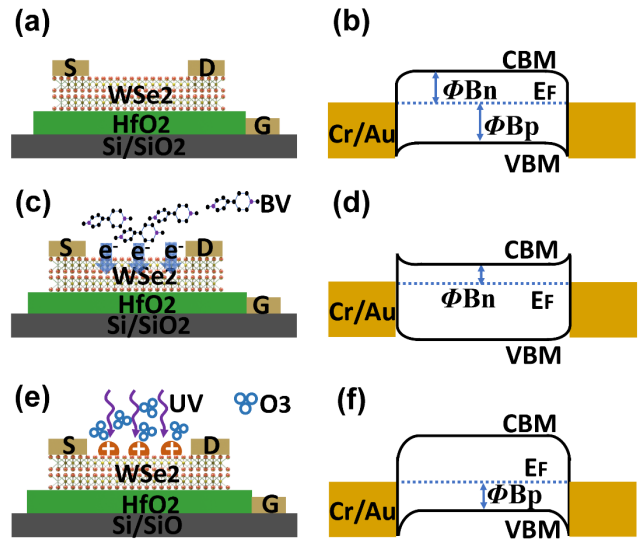 (a)
S D
WSe2
HfO2
G
Si/SiO2
(b)
CBM
ΦBn
EF
ΦBp
Cr/Au
VBM
(c)
BV
S e- e- e- D
WSe2
HfO2
G
Si/SiO2
(d)
CBM
ΦBn
EF
Cr/Au
VBM
(e)
UV
O3
S + + + D
WSe2
HfO2
G
Si/SiO
(f)
CBM
EF
ΦBp
Cr/Au
VBM